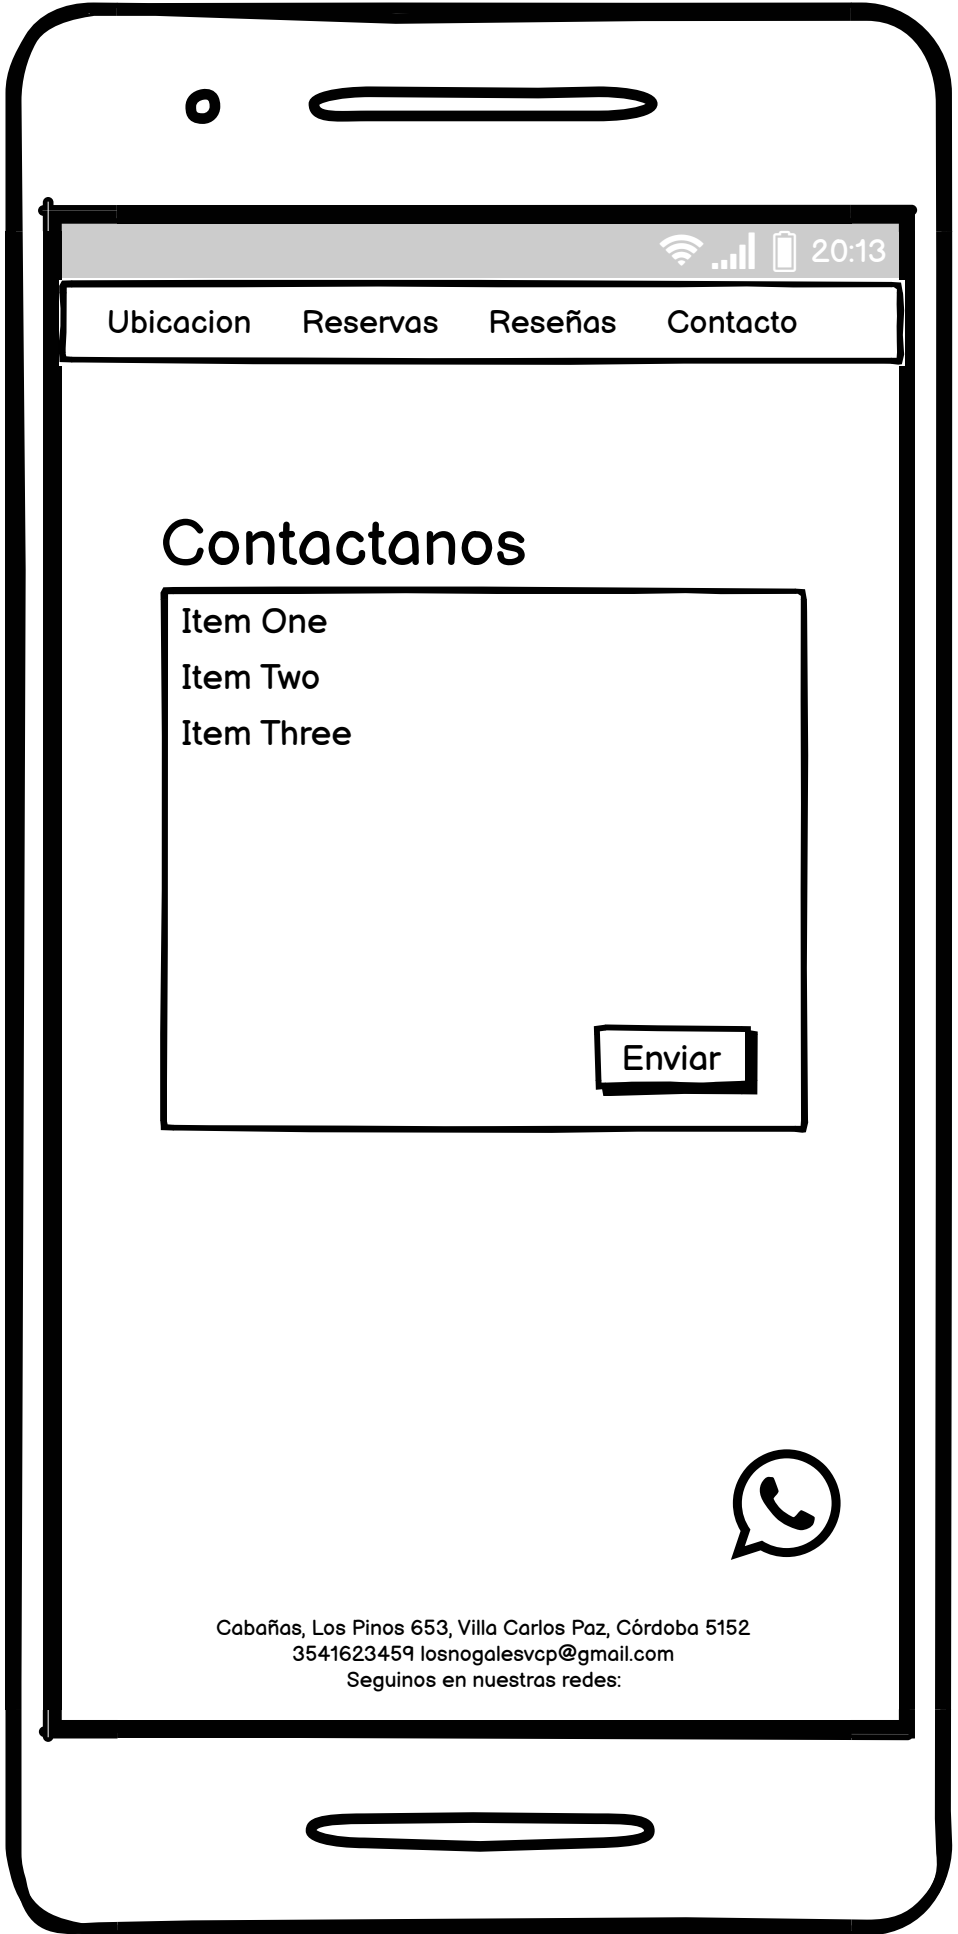 20:13
Ubicacion Reservas Reseñas Contacto
Contactanos
Item One
Item Two
Item Three
Enviar
Cabañas, Los Pinos 653, Villa Carlos Paz, Córdoba 5152
3541623459 losnogalesvcp@gmail.com
Seguinos en nuestras redes: